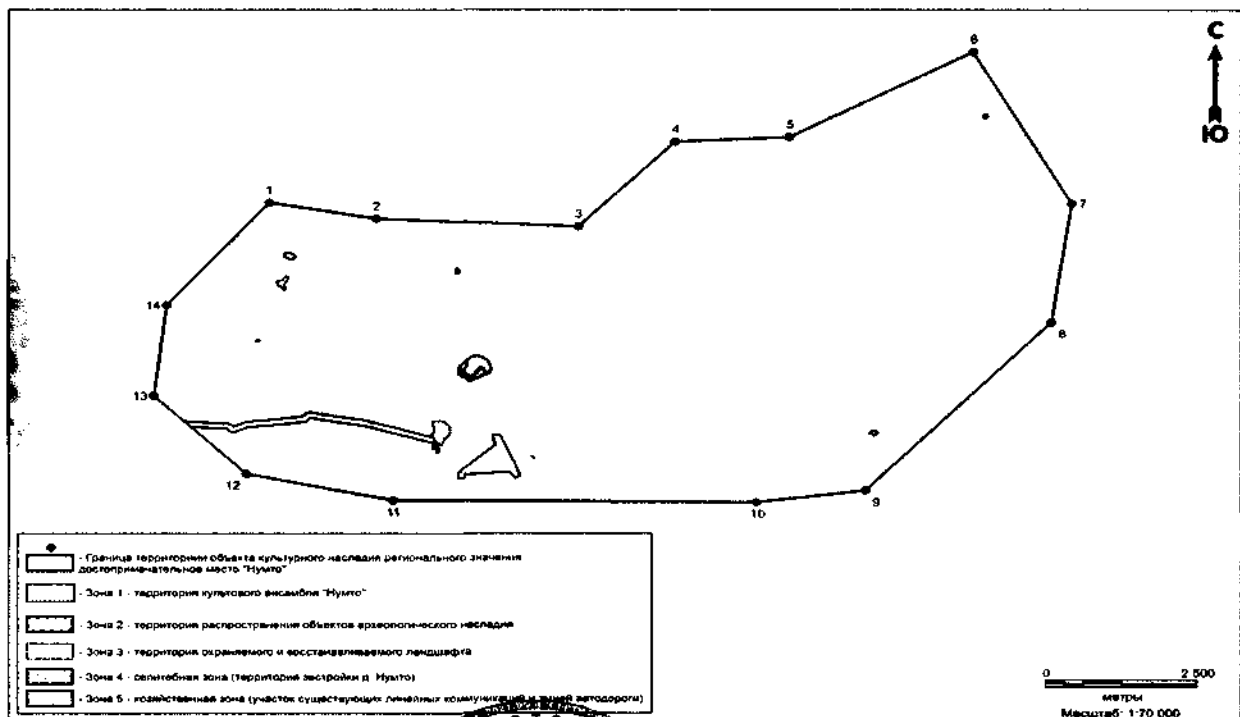 С
Ю
6
4
5
1
2
3
7
14
8
13
12
11
10
9
- Граница территории объекта культурного наследия регионального значения
достопримечательное место "Нумто"
- Зона 1 - территория культового ансамбля "Нумто"
- Зона 2 - территория распространения объектов археологического наследия
- Зона 3 - территория охраняемого и восстанавливаемого ландшафта
- Зона 4 - селитебная зона (территория застройки д. Нумто)
- Зона 5 - хозяйственная зона (участок существующих линейных коммуникаций и зимней автодороги)
0 2 500
метры
Масштаб: 1:70 000